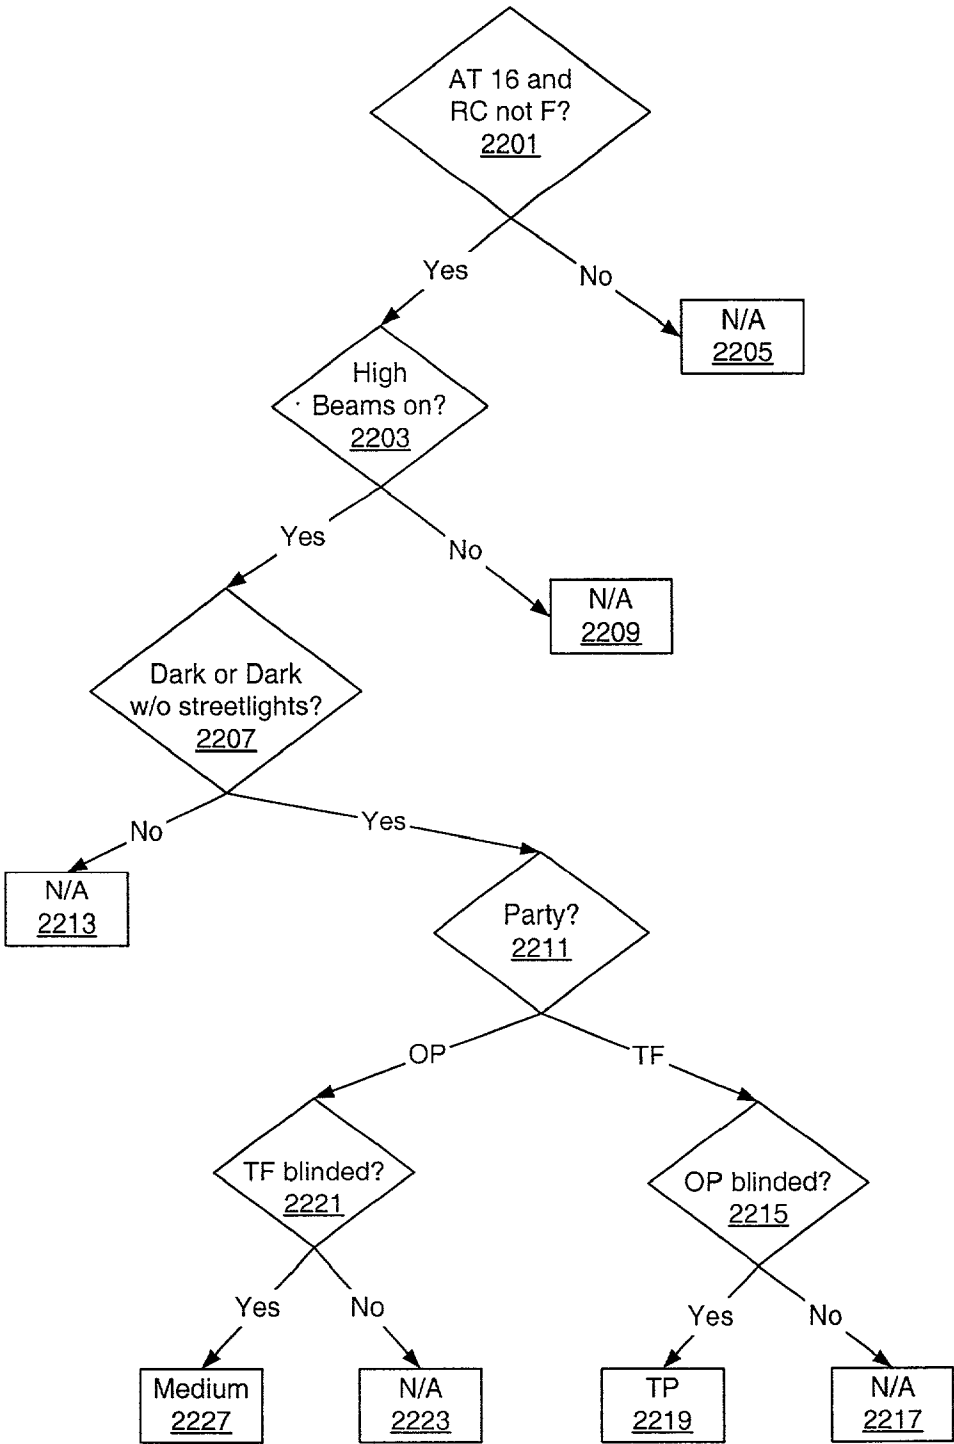 AT 16 and
RC not F?
2201
Yes
No
N/A
2205
High
Beams on?
2203
Yes
No
N/A
2209
Dark or Dark
w/o streetlights?
2207
No
Yes
N/A
2213
Party?
2211
OP
TF
TF blinded?
2221
OP blinded?
2215
Yes
No
Yes
No
Medium
2227
N/A
2223
TP
2219
N/A
2217